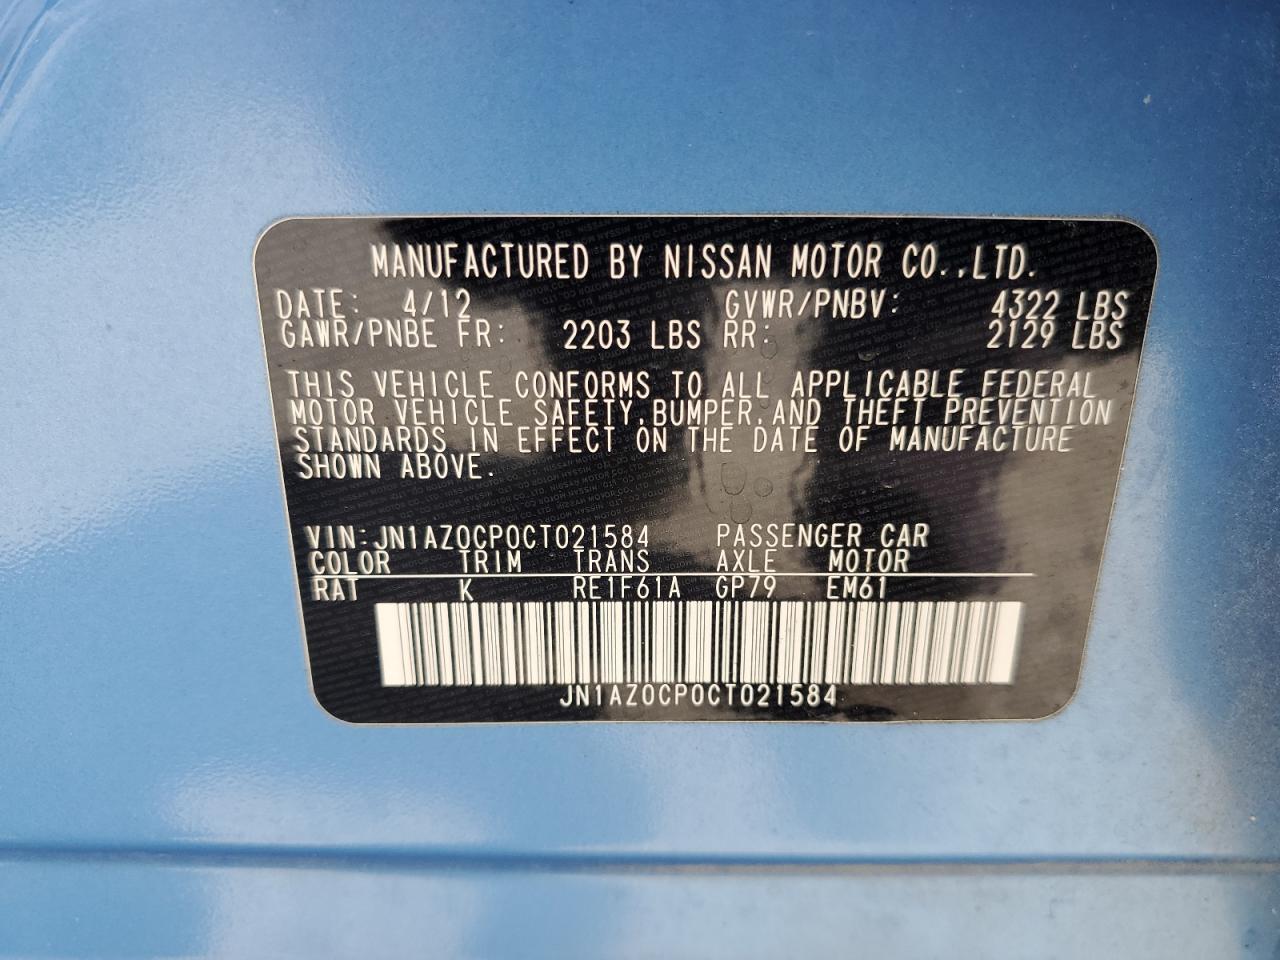 MANUFACTURED BY NISSAN MOTOR CO.,LTD.
DATE: 4/12 GVWR/PNBV: 4322 LBS
GAWR/PNBE FR: 2203 LBS RR: 2129 LBS
THIS VEHICLE CONFORMS TO ALL APPLICABLE FEDERAL
MOTOR VEHICLE SAFETY,BUMPER,AND THEFT PREVENTION
STANDARDS IN EFFECT ON THE DATE OF MANUFACTURE
SHOWN ABOVE.
VIN:JN1AZ0CP0CT021584 PASSENGER CAR
COLOR TRIM TRANS AXLE MOTOR
RAT K RE1F61A GP79 EM61
JN1AZ0CP0CT021584